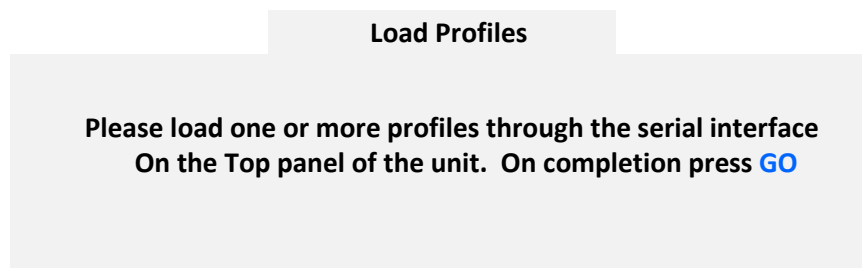 Load Profiles
Please load one or more profiles through the serial interface
On the Top panel of the unit. On completion press GO